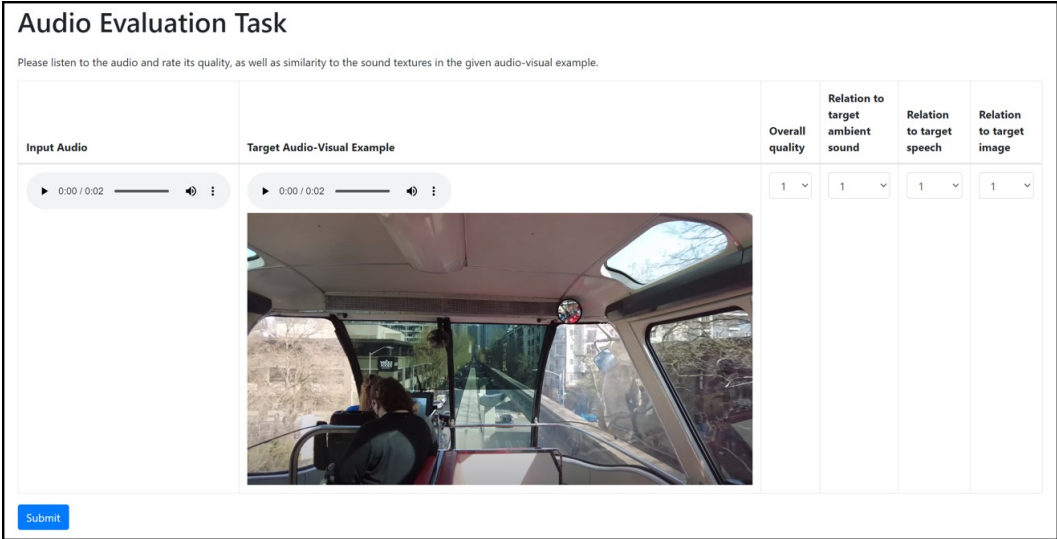 Audio Evaluation Task
Please listen to the audio and rate its quality, as well as similarity to the sound textures in the given audio-visual example.
Input Audio
Target Audio-Visual Example
Overall
quality
Relation to
target
ambient
sound
Relation
to target
speech
Relation
to target
image
0:00 / 0:02
0:00 / 0:02
1
1
1
1
Submit